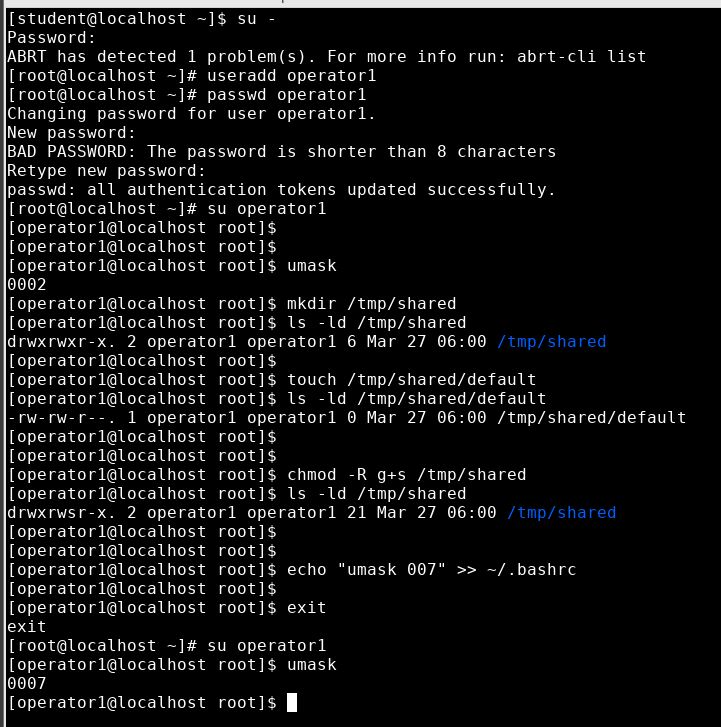 [student@localhost ~]$ su -
Password:
ABRT has detected 1 problem(s). For more info run: abrt-cli list
[root@localhost ~]# useradd operator1
[root@localhost ~]# passwd operator1
Changing password for user operator1.
New password:
BAD PASSWORD: The password is shorter than 8 characters
Retype new password:
passwd: all authentication tokens updated successfully.
[root@localhost ~]# su operator1
[operator1@localhost root]$
[operator1@localhost root]$
[operator1@localhost root]$ umask
0002
[operator1@localhost root]$ mkdir /tmp/shared
[operator1@localhost root]$ ls -ld /tmp/shared
drwxrwxr-x. 2 operator1 operator1 6 Mar 27 06:00 /tmp/shared
[operator1@localhost root]$
[operator1@localhost root]$ touch /tmp/shared/default
[operator1@localhost root]$ ls -ld /tmp/shared/default
-rw-rw-r--. 1 operator1 operator1 0 Mar 27 06:00 /tmp/shared/default
[operator1@localhost root]$
[operator1@localhost root]$
[operator1@localhost root]$ chmod -R g+s /tmp/shared
[operator1@localhost root]$ ls -ld /tmp/shared
drwxrwsr-x. 2 operator1 operator1 21 Mar 27 06:00 /tmp/shared
[operator1@localhost root]$
[operator1@localhost root]$
[operator1@localhost root]$ echo "umask 007" >> ~/.bashrc
[operator1@localhost root]$
[operator1@localhost root]$ exit
exit
[root@localhost ~]# su operator1
[operator1@localhost root]$ umask
0007
[operator1@localhost root]$